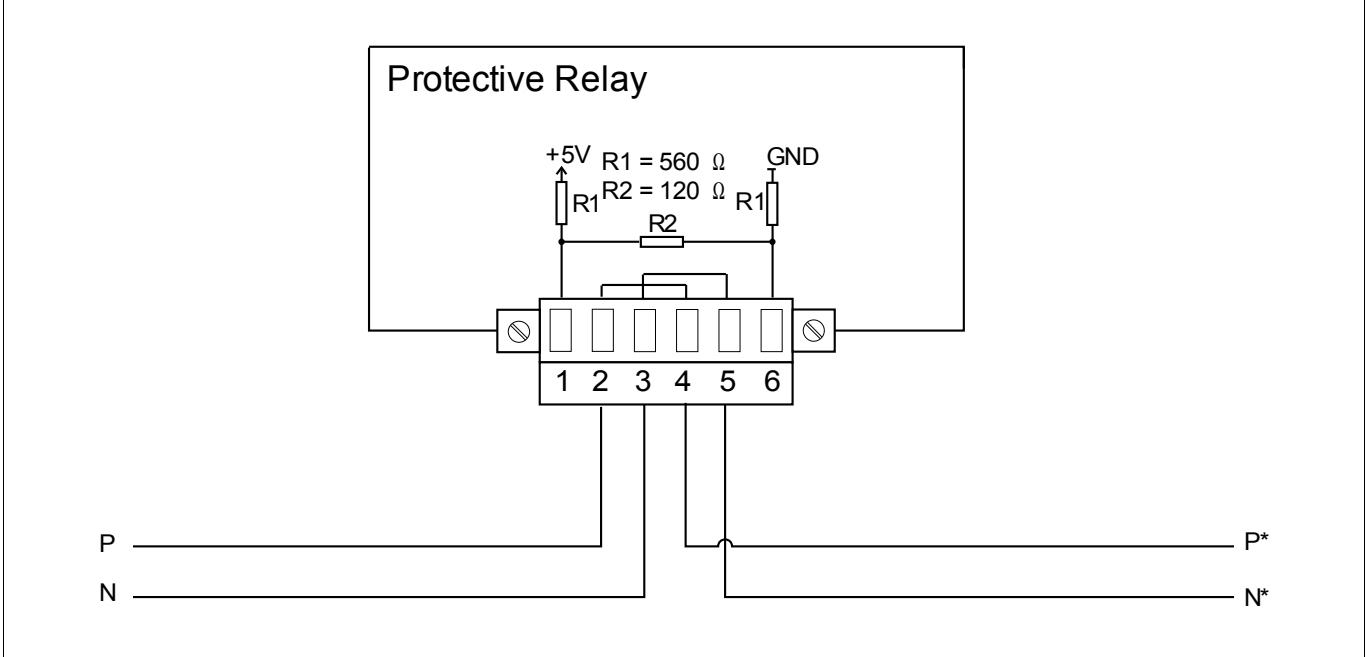 Protective Relay
+5V R1 = 560 Ω GND
R2 = 120 Ω
R1 R1
R2
1 2 3 4 5 6
P P*
N N*